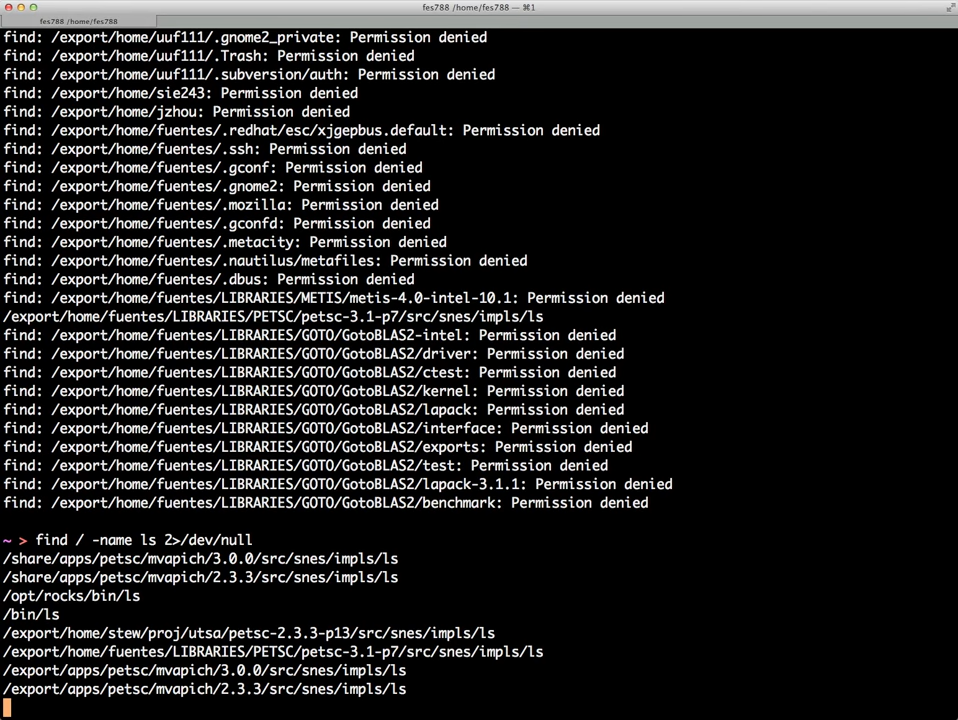 fes788 /home/fes788 — ⌘1
fes788 /home/fes788
find: /export/home/uuf111/.gnome2_private: Permission denied
find: /export/home/uuf111/.Trash: Permission denied
find: /export/home/uuf111/.subversion/auth: Permission denied
find: /export/home/sie243: Permission denied
find: /export/home/jzhou: Permission denied
find: /export/home/fuentes/.redhat/esc/xjgepbus.default: Permission denied
find: /export/home/fuentes/.ssh: Permission denied
find: /export/home/fuentes/.gconf: Permission denied
find: /export/home/fuentes/.gnome2: Permission denied
find: /export/home/fuentes/.mozilla: Permission denied
find: /export/home/fuentes/.gconfd: Permission denied
find: /export/home/fuentes/.metacity: Permission denied
find: /export/home/fuentes/.nautilus/metafiles: Permission denied
find: /export/home/fuentes/.dbus: Permission denied
find: /export/home/fuentes/LIBRARIES/METIS/metis-4.0-intel-10.1: Permission denied
/export/home/fuentes/LIBRARIES/PETSC/petsc-3.1-p7/src/snes/impls/ls
find: /export/home/fuentes/LIBRARIES/GOTO/GotoBLAS2-intel: Permission denied
find: /export/home/fuentes/LIBRARIES/GOTO/GotoBLAS2/driver: Permission denied
find: /export/home/fuentes/LIBRARIES/GOTO/GotoBLAS2/ctest: Permission denied
find: /export/home/fuentes/LIBRARIES/GOTO/GotoBLAS2/kernel: Permission denied
find: /export/home/fuentes/LIBRARIES/GOTO/GotoBLAS2/lapack: Permission denied
find: /export/home/fuentes/LIBRARIES/GOTO/GotoBLAS2/interface: Permission denied
find: /export/home/fuentes/LIBRARIES/GOTO/GotoBLAS2/exports: Permission denied
find: /export/home/fuentes/LIBRARIES/GOTO/GotoBLAS2/test: Permission denied
find: /export/home/fuentes/LIBRARIES/GOTO/GotoBLAS2/lapack-3.1.1: Permission denied
find: /export/home/fuentes/LIBRARIES/GOTO/GotoBLAS2/benchmark: Permission denied
~ > find / -name ls 2>/dev/null
/share/apps/petsc/mvapich/3.0.0/src/snes/impls/ls
/share/apps/petsc/mvapich/2.3.3/src/snes/impls/ls
/opt/rocks/bin/ls
/bin/ls
/export/home/stew/proj/utsa/petsc-2.3.3-p13/src/snes/impls/ls
/export/home/fuentes/LIBRARIES/PETSC/petsc-3.1-p7/src/snes/impls/ls
/export/apps/petsc/mvapich/3.0.0/src/snes/impls/ls
/export/apps/petsc/mvapich/2.3.3/src/snes/impls/ls